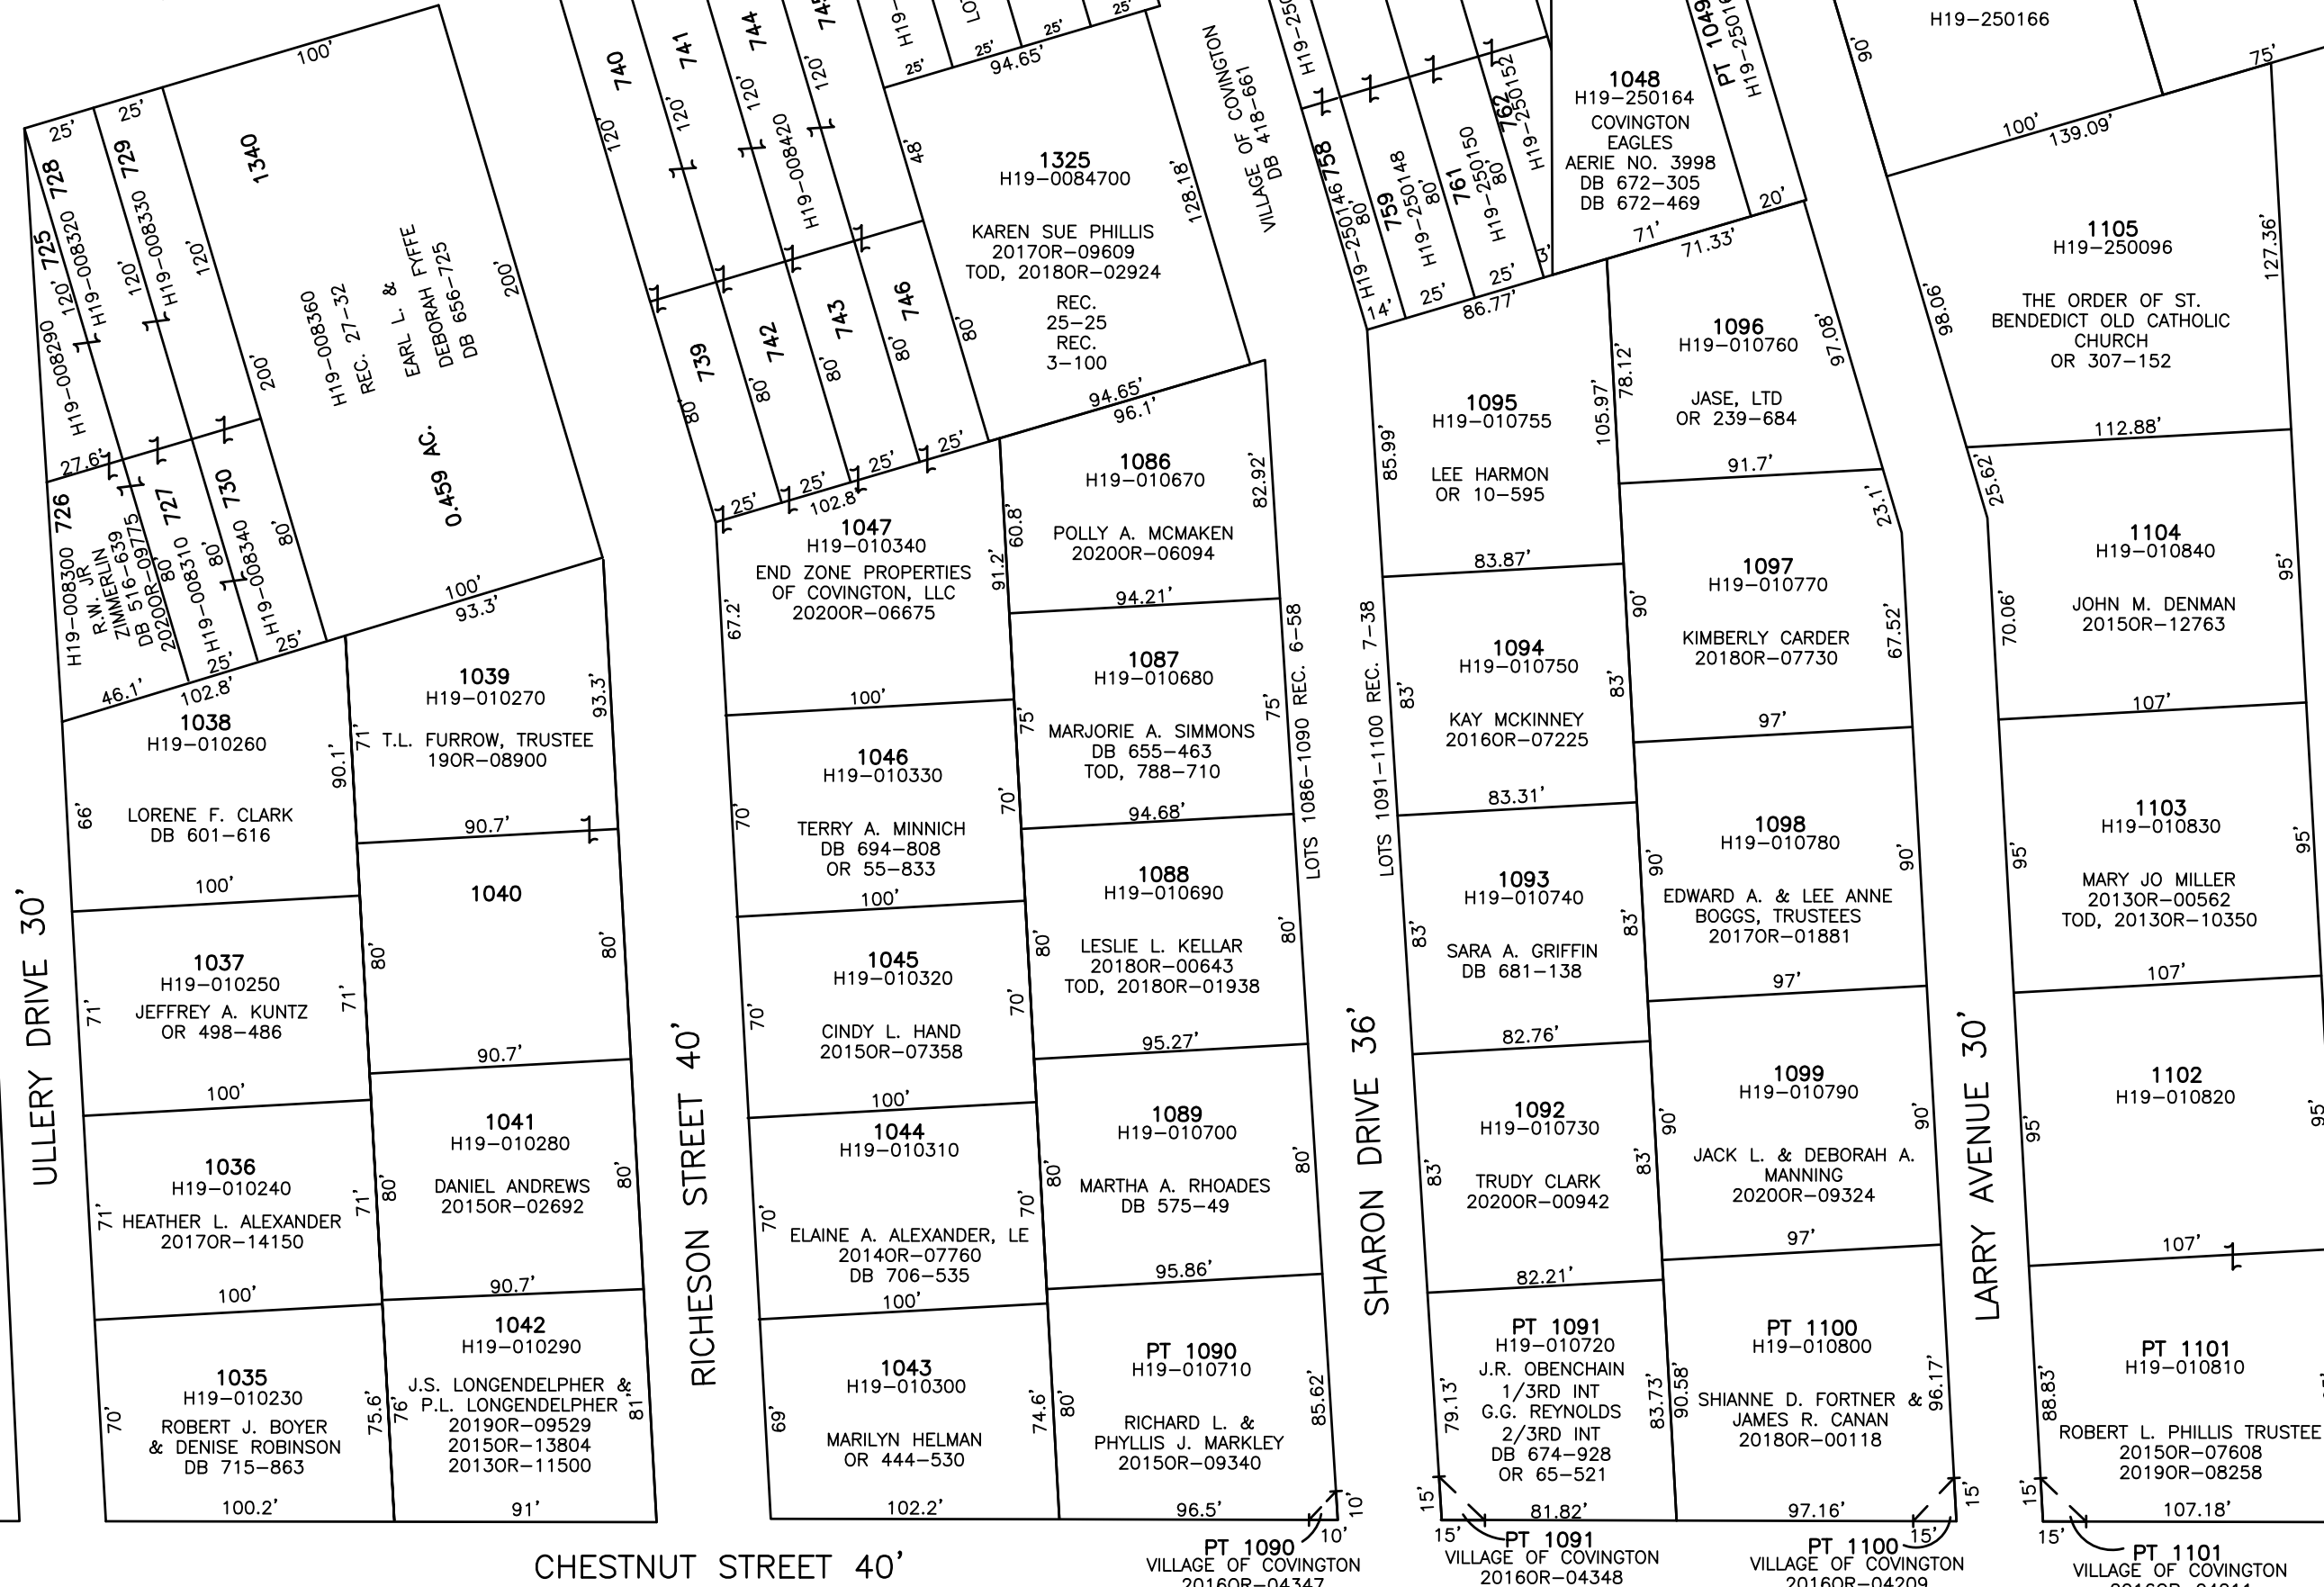 100'
25'
25'
728
H19-008320
725
120'
H19-008290
729
H19-008330
120'
120'
1340
200'
200'
H19-008360
REC. 27-32
EARL L. &
DEBORAH FYFFE
DB 656-725
0.459 AC.
100'
27.6'
726
H19-008300
R.W. JR
ZIMMERLIN
DB 516-639
2020OR-09775
80'
727
H19-008310
80'
730
H19-008340
80'
46.1'
25'
25'
740
120'
741
120'
744
120'
H19-008420
120'
739
80'
742
80'
743
80'
746
80'
80'
25'
25'
25'
25'
25'
25'
25'
94.65'
48'
1325
H19-0084700
KAREN SUE PHILLIS
2017OR-09609
TOD, 2018OR-02924
REC.
25-25
REC.
3-100
128.18'
94.65'
VILLAGE OF COVINGTON
DB 418-661
758
H19-250146
80'
759
H19-250148
80'
761
H19-250150
80'
762
H19-250152
14'
25'
25'
3'
86.77'
1048
H19-250164
COVINGTON
EAGLES
AERIE NO. 3998
DB 672-305
DB 672-469
71'
PT 1049
20'
71.33'
90'
H19-250166
75'
100'
139.09'
1105
H19-250096
THE ORDER OF ST.
BENDEDICT OLD CATHOLIC
CHURCH
OR 307-152
98.06'
127.36'
112.88'
25.62'
1104
H19-010840
JOHN M. DENMAN
2015OR-12763
70.06'
95'
107'
1103
H19-010830
MARY JO MILLER
2013OR-00562
TOD, 2013OR-10350
95'
95'
107'
1102
H19-010820
95'
95'
107'
PT 1101
H19-010810
ROBERT L. PHILLIS TRUSTEE
2015OR-07608
2019OR-08258
88.83'
15'
15'
107.18'
PT 1101
VILLAGE OF COVINGTON
1096
H19-010760
JASE, LTD
OR 239-684
78.12'
97.08'
91.7'
23.1'
1097
H19-010770
KIMBERLY CARDER
2018OR-07730
90'
67.52'
97'
1098
H19-010780
EDWARD A. & LEE ANNE
BOGGS, TRUSTEES
2017OR-01881
90'
90'
97'
1099
H19-010790
JACK L. & DEBORAH A.
MANNING
2020OR-09324
90'
90'
97'
PT 1100
H19-010800
SHIANNE D. FORTNER &
JAMES R. CANAN
2018OR-00118
90.58'
96.17'
97.16'
15'
15'
PT 1100
VILLAGE OF COVINGTON
2016OR-04209
1095
H19-010755
LEE HARMON
OR 10-595
85.99'
105.97'
83.87'
1094
H19-010750
KAY MCKINNEY
2016OR-07225
83'
83'
83.31'
1093
H19-010740
SARA A. GRIFFIN
DB 681-138
83'
83'
82.76'
1092
H19-010730
TRUDY CLARK
2020OR-00942
83'
83'
82.21'
PT 1091
H19-010720
J.R. OBENCHAIN
1/3RD INT
G.G. REYNOLDS
2/3RD INT
DB 674-928
OR 65-521
79.13'
83.73'
15'
15'
81.82'
PT 1091
VILLAGE OF COVINGTON
2016OR-04348
96.1'
1086
H19-010670
POLLY A. MCMAKEN
2020OR-06094
60.8'
82.92'
94.21'
1087
H19-010680
MARJORIE A. SIMMONS
DB 655-463
TOD, 788-710
75'
75'
94.68'
1088
H19-010690
LESLIE L. KELLAR
2018OR-00643
TOD, 2018OR-01938
80'
80'
95.27'
1089
H19-010700
MARTHA A. RHOADES
DB 575-49
80'
80'
95.86'
PT 1090
H19-010710
RICHARD L. &
PHYLLIS J. MARKLEY
2015OR-09340
80'
85.62'
96.5'
10'
10'
PT 1090
VILLAGE OF COVINGTON
2016OR-04347
102.8'
1047
H19-010340
END ZONE PROPERTIES
OF COVINGTON, LLC
2020OR-06675
67.2'
91.2'
100'
1046
H19-010330
TERRY A. MINNICH
DB 694-808
OR 55-833
70'
70'
100'
1045
H19-010320
CINDY L. HAND
2015OR-07358
70'
70'
100'
1044
H19-010310
ELAINE A. ALEXANDER, LE
2014OR-07760
DB 706-535
70'
70'
100'
1043
H19-010300
MARILYN HELMAN
OR 444-530
69'
74.6'
102.2'
93.3'
1039
H19-010270
T.L. FURROW, TRUSTEE
19OR-08900
71'
93.3'
90.7'
1040
80'
80'
90.7'
1041
H19-010280
DANIEL ANDREWS
2015OR-02692
80'
80'
90.7'
1042
H19-010290
J.S. LONGENDELPHER &
P.L. LONGENDELPHER
2019OR-09529
2015OR-13804
2013OR-11500
76'
81'
91'
102.8'
1038
H19-010260
LORENE F. CLARK
DB 601-616
66'
90.1'
100'
1037
H19-010250
JEFFREY A. KUNTZ
OR 498-486
71'
71'
100'
1036
H19-010240
HEATHER L. ALEXANDER
2017OR-14150
71'
71'
100'
1035
H19-010230
ROBERT J. BOYER
& DENISE ROBINSON
DB 715-863
70'
75.6'
100.2'
ULLERY DRIVE 30'
RICHESON STREET 40'
LOTS 1086-1090 REC. 6-58
SHARON DRIVE 36'
LOTS 1091-1100 REC. 7-38
LARRY AVENUE 30'
CHESTNUT STREET 40'